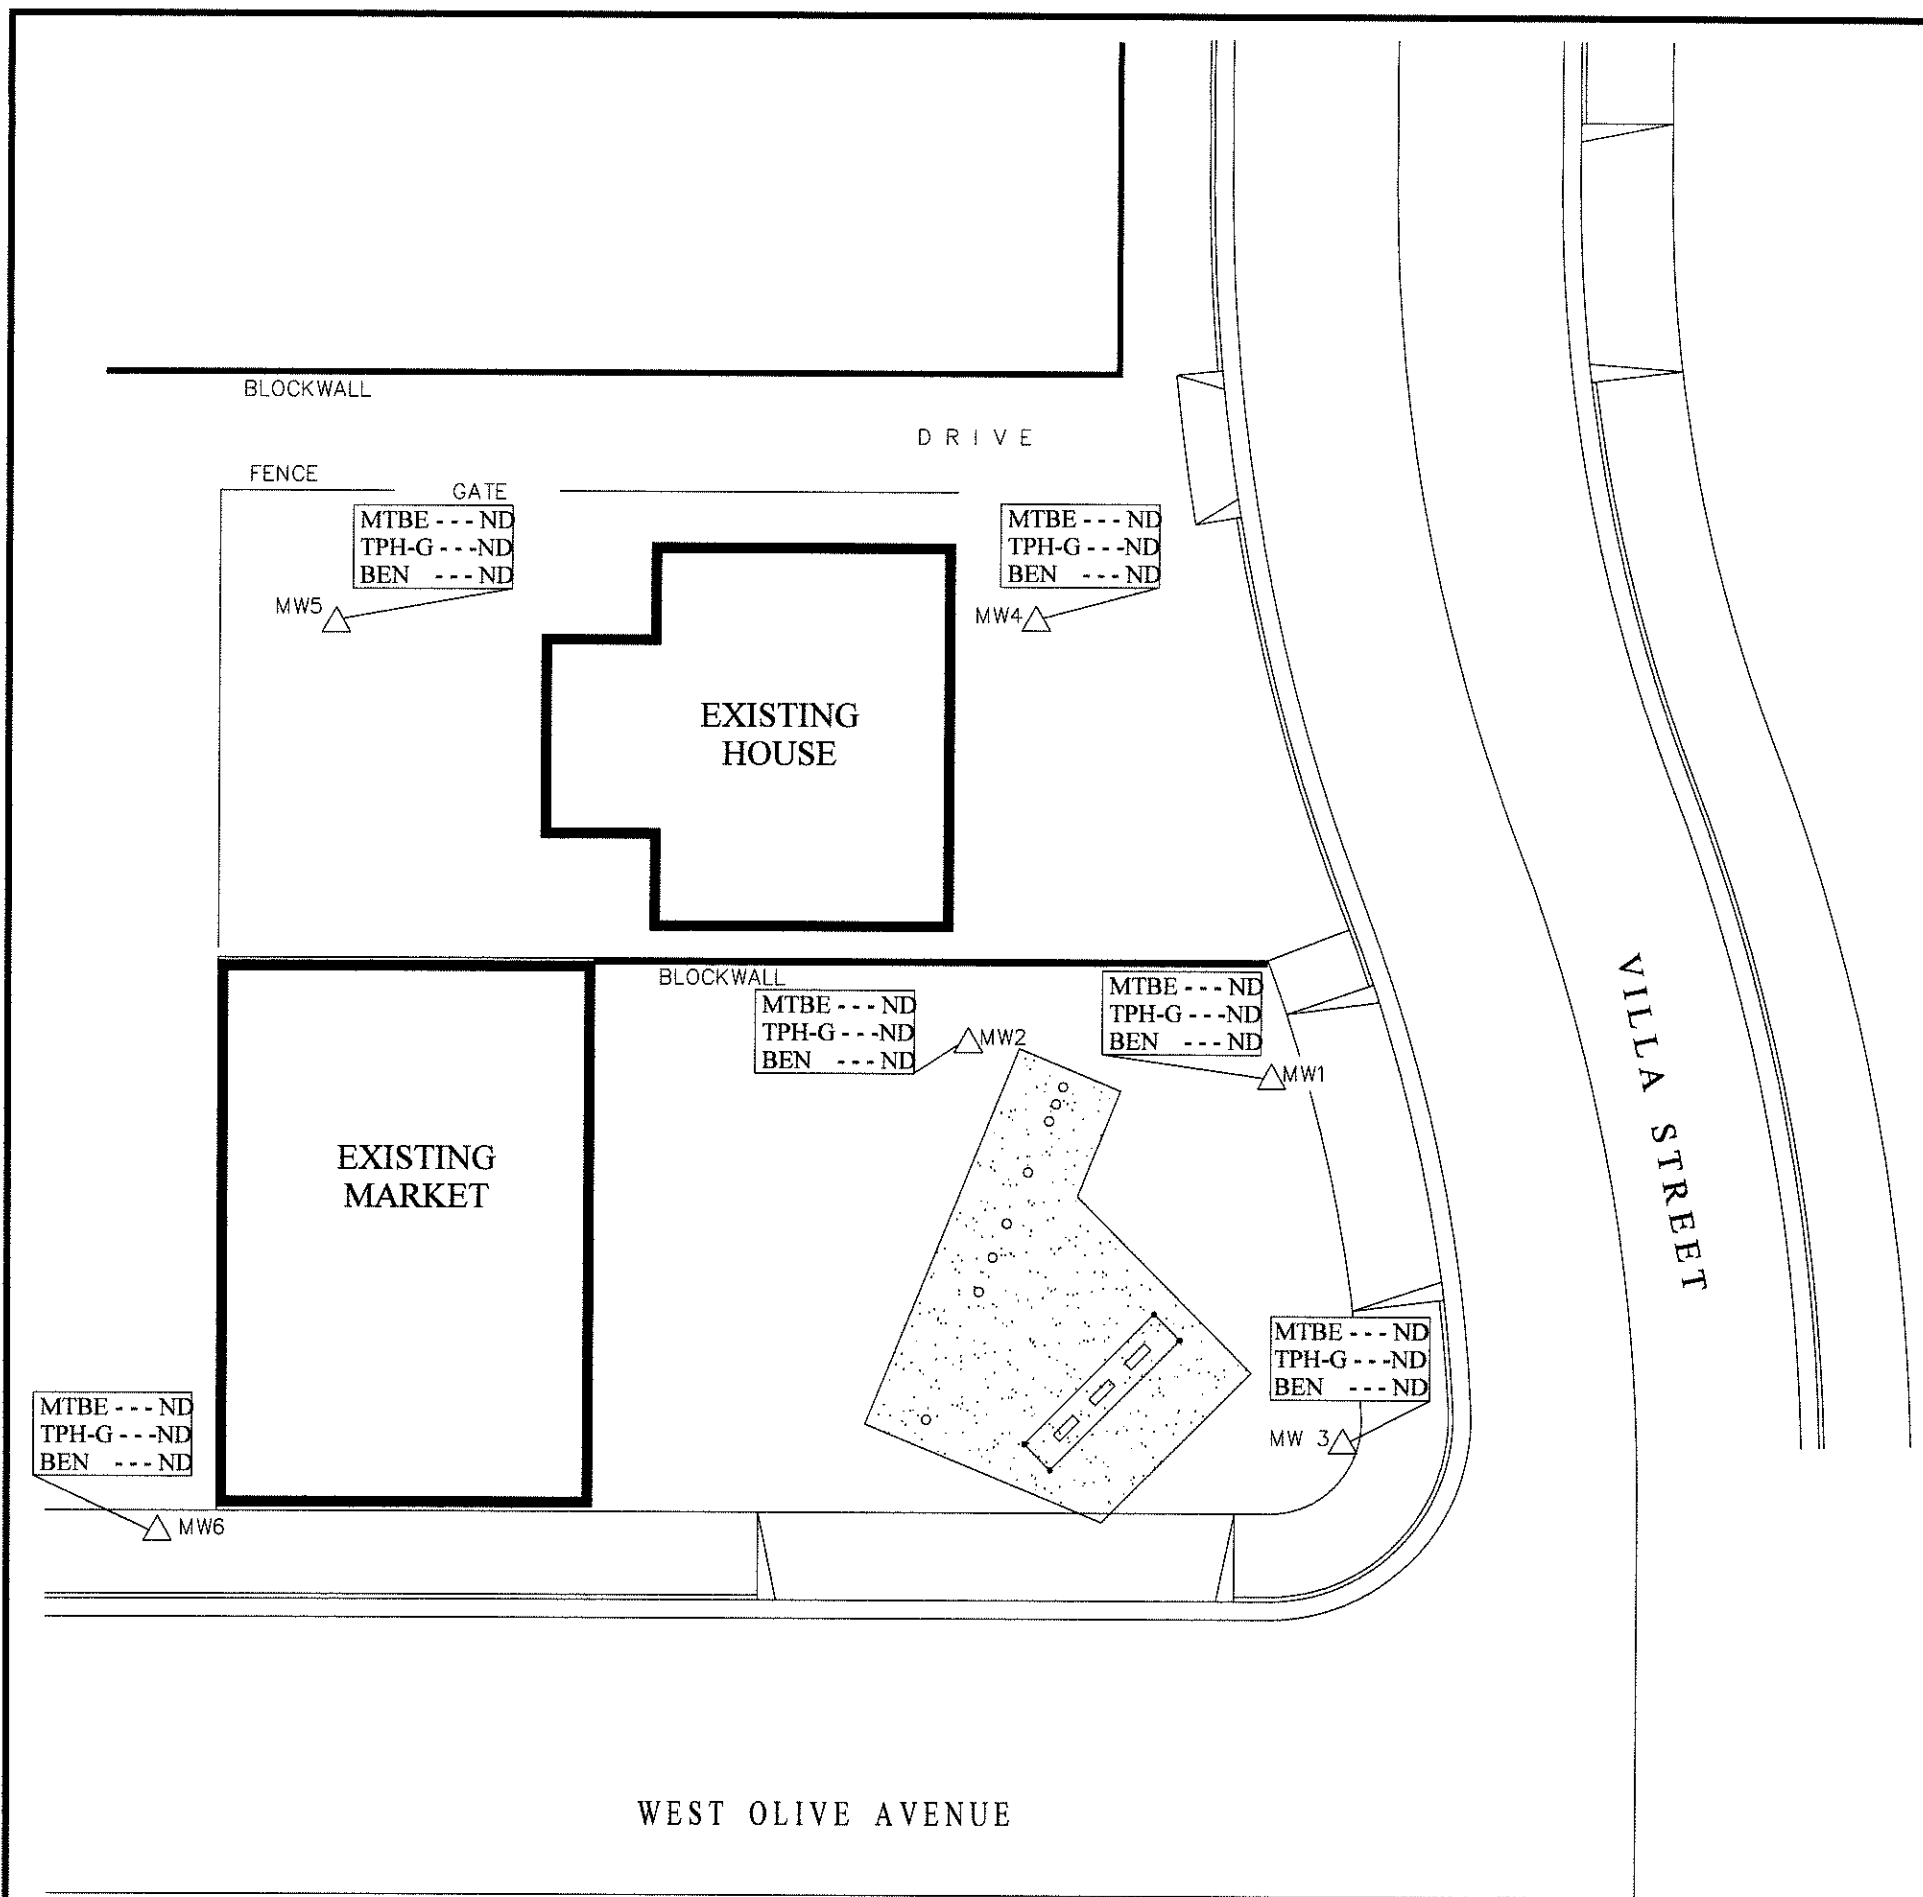 BLOCKWALL
DRIVE
FENCE
GATE
MTBE --- ND
TPH-G ---ND
BEN --- ND
MW5
MTBE --- ND
TPH-G ---ND
BEN --- ND
MW4
EXISTING
HOUSE
BLOCKWALL
MTBE --- ND
TPH-G ---ND
BEN --- ND
MW2
MTBE --- ND
TPH-G ---ND
BEN --- ND
MW1
VILLA STREET
EXISTING
MARKET
MTBE --- ND
TPH-G ---ND
BEN --- ND
MW 3
MTBE --- ND
TPH-G ---ND
BEN --- ND
MW6
WEST OLIVE AVENUE